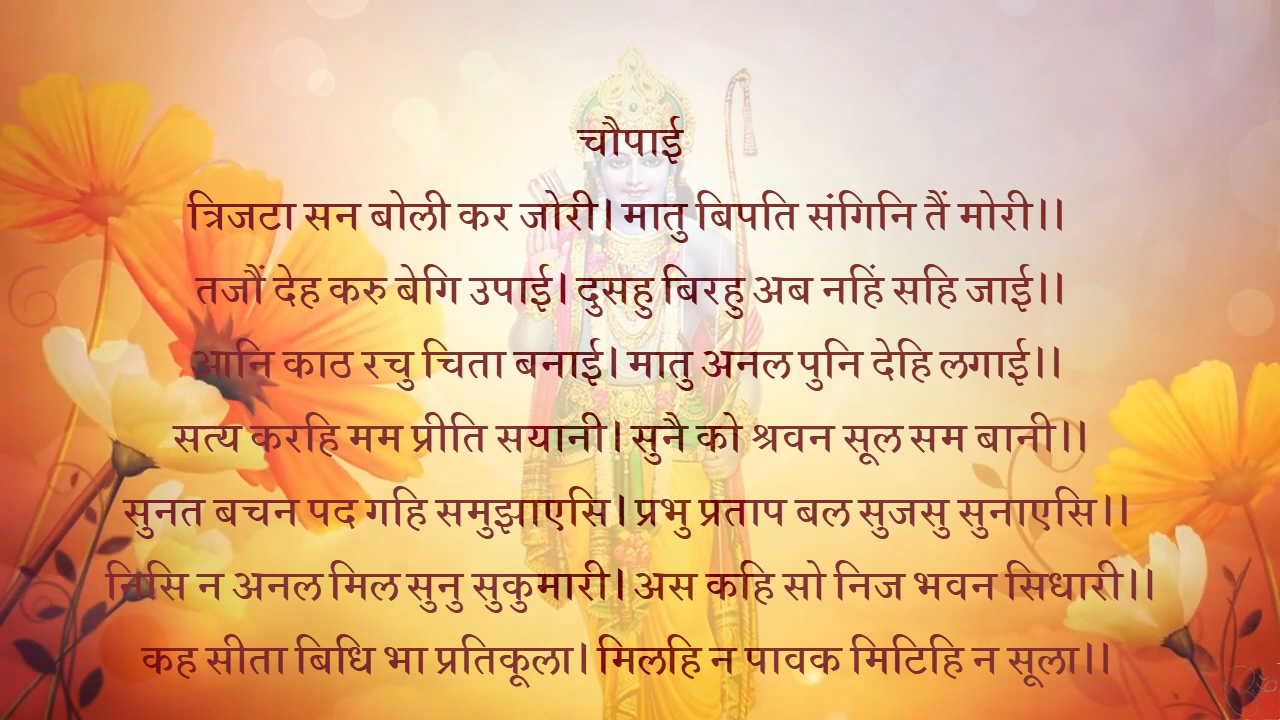 चौपाई
त्रिजटा सन बोली कर जोरी। मातु बिपति संगिनि तैं मोरी।।
तजौं देह करु बेगि उपाई। दुसहु बिरहु अब नहिं सहि जाई।।
आनि काठ रचु चिता बनाई। मातु अनल पुनि देहि लगाई।।
सत्य करहि मम प्रीति सयानी। सुनै को श्रवन सूल सम बानी।।
सुनत बचन पद गहि समुझाएसि। प्रभु प्रताप बल सुजसु सुनाएसि।।
निसि न अनल मिल सुनु सुकुमारी। अस कहि सो निज भवन सिधारी।।
कह सीता बिधि भा प्रतिकूला। मिलहि न पावक मिटिहि न सूला।।